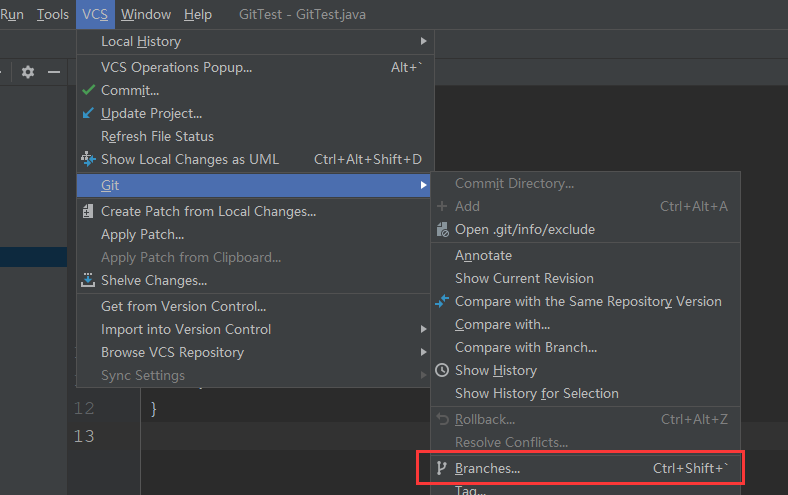 Run Tools VCS Window Help GitTest - GitTest.java
Local History
VCS Operations Popup... Alt+`
Commit...
Update Project...
Refresh File Status
Show Local Changes as UML Ctrl+Alt+Shift+D
Git
Create Patch from Local Changes...
Apply Patch...
Apply Patch from Clipboard...
Shelve Changes...
Get from Version Control...
Import into Version Control
Browse VCS Repository
Sync Settings
Commit Directory...
Add Ctrl+Alt+A
Open .git/info/exclude
Annotate
Show Current Revision
Compare with the Same Repository Version
Compare with...
Compare with Branch...
Show History
Show History for Selection
Rollback... Ctrl+Alt+Z
Resolve Conflicts...
Branches... Ctrl+Shift+`
Tag...
12 }
13